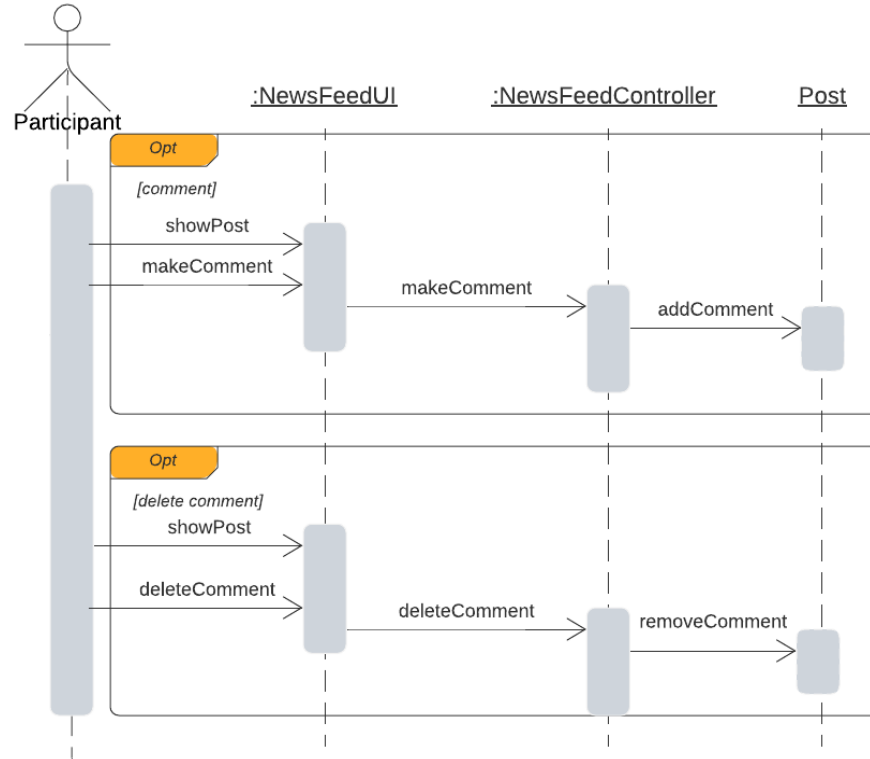 :NewsFeedUI
:NewsFeedController
Post
Participant
Opt
[comment]
showPost
makeComment
makeComment
addComment
Opt
[delete comment]
showPost
deleteComment
deleteComment
removeComment